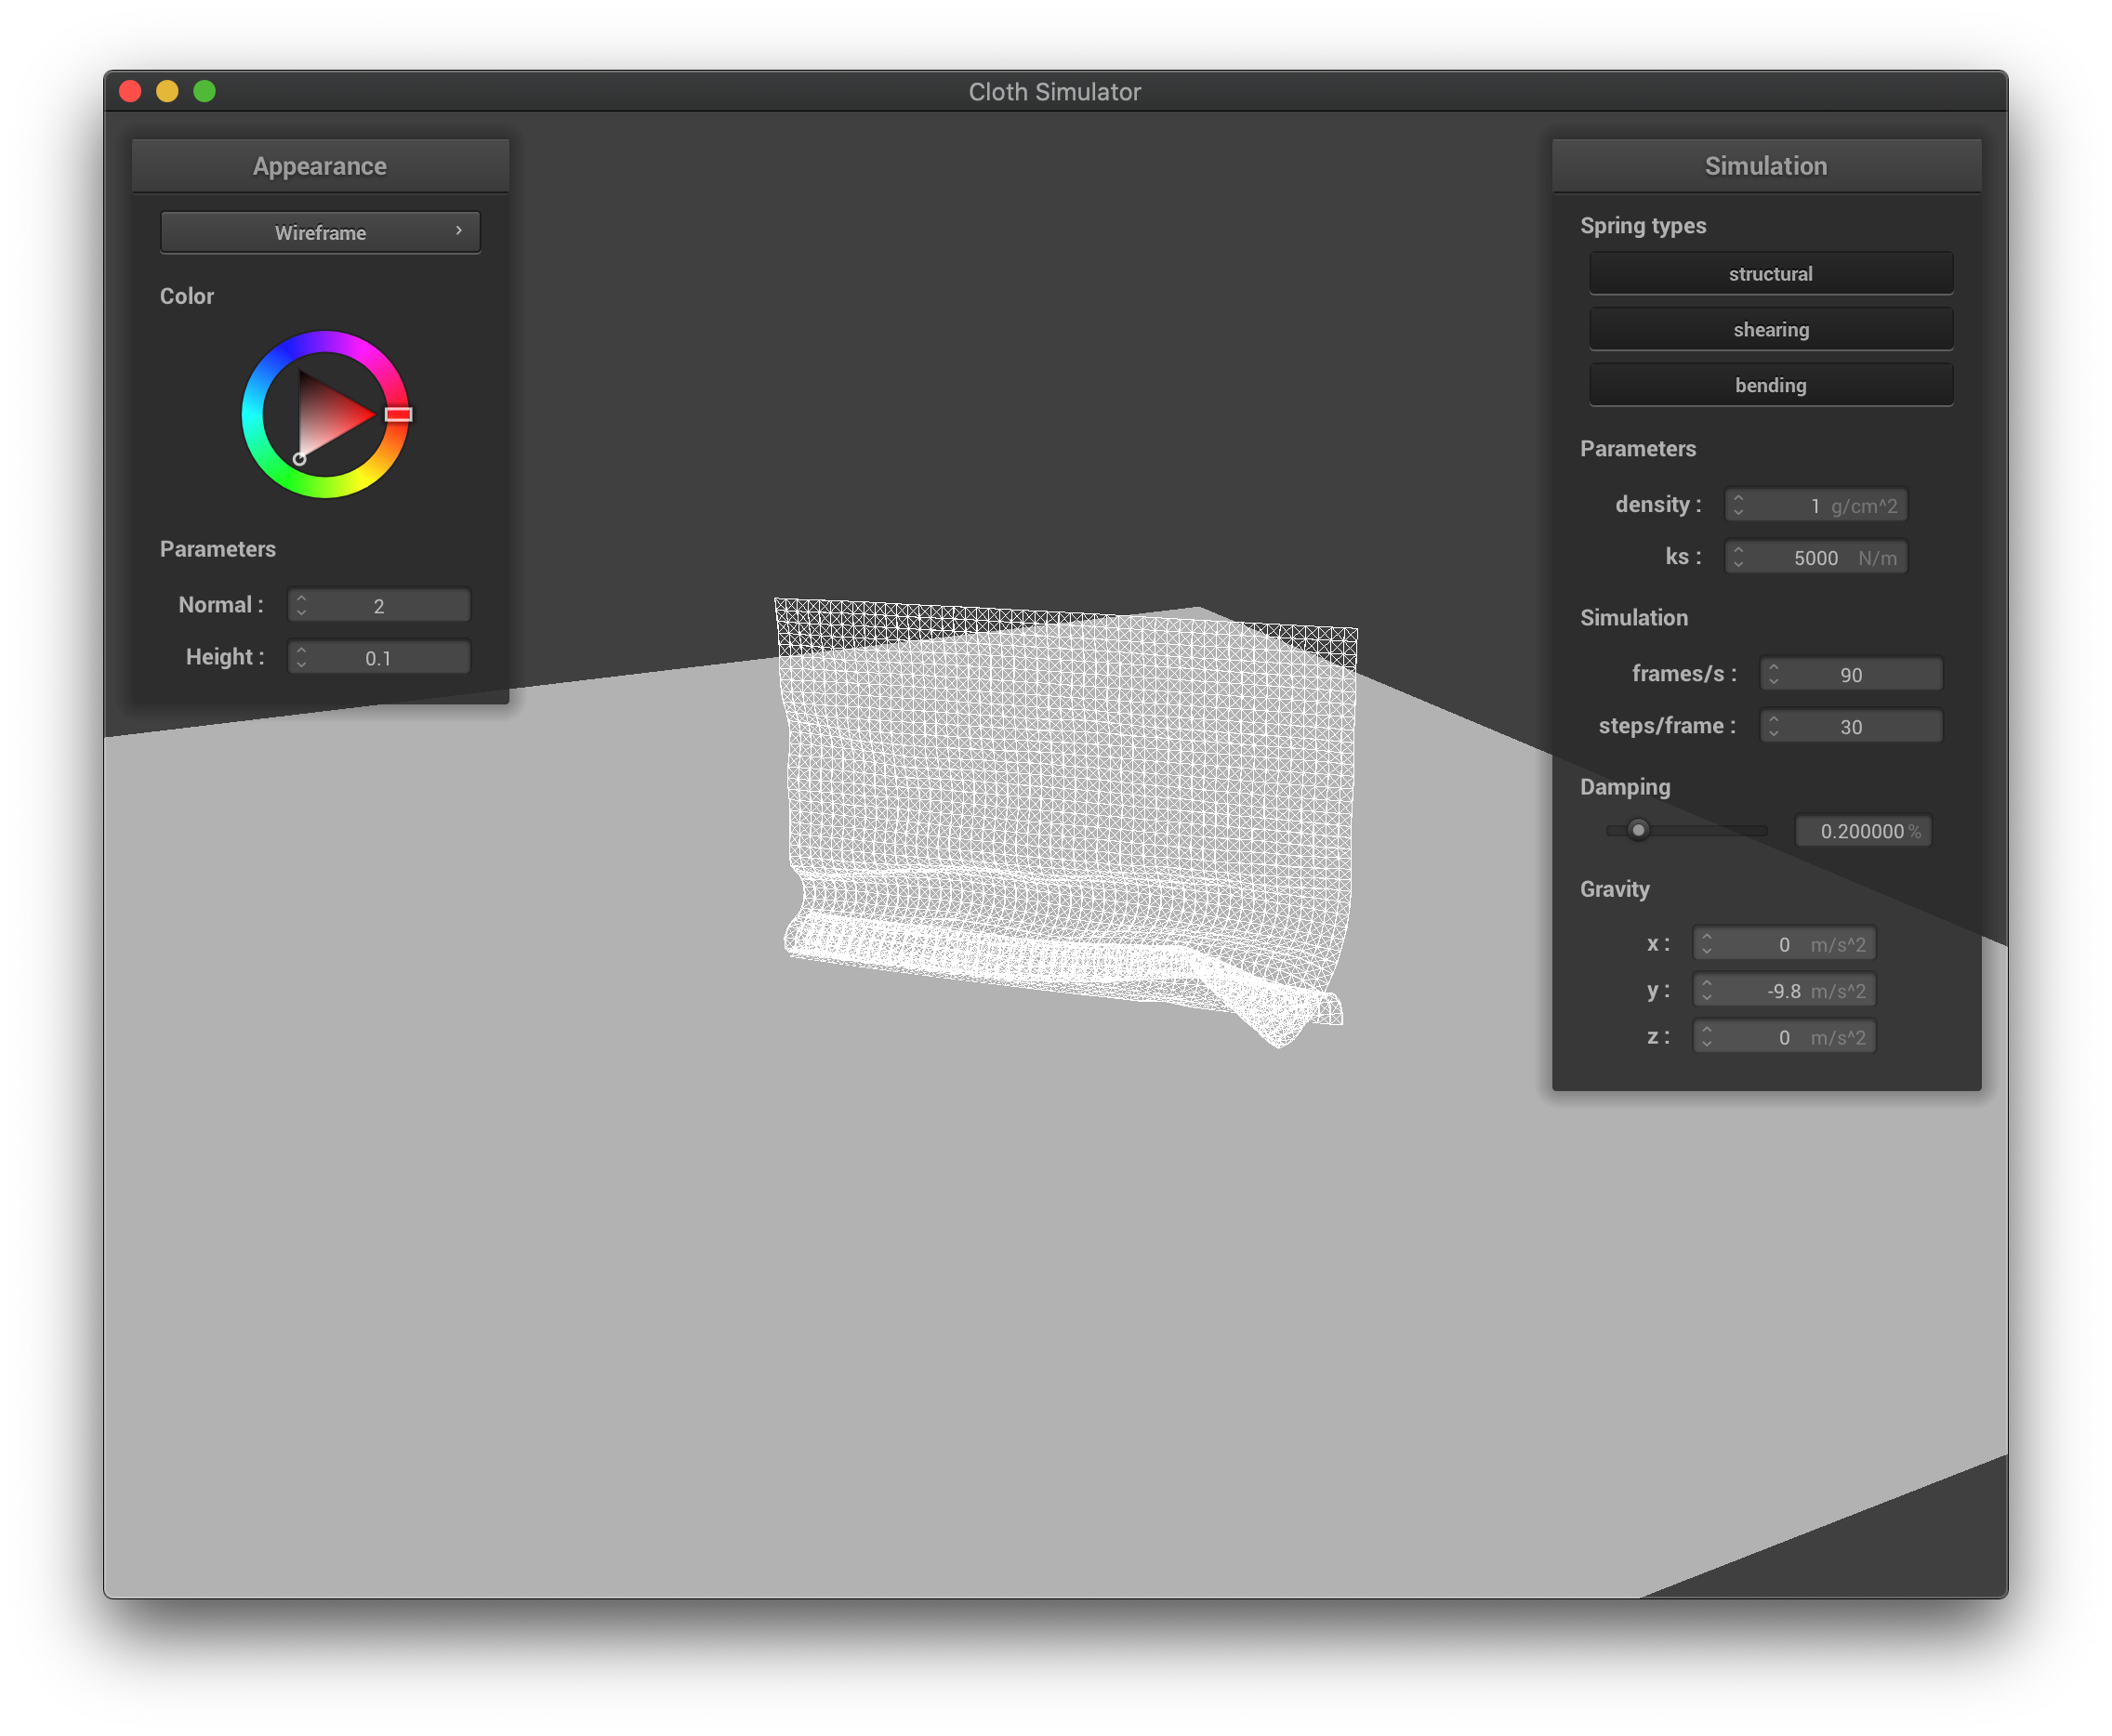 Cloth Simulator
Appearance
Wireframe
Color
Parameters
Normal : 2
Height : 0.1
Simulation
Spring types
structural
shearing
bending
Parameters
density : 1 g/cm^2
ks : 5000 N/m
Simulation
frames/s : 90
steps/frame : 30
Damping
0.200000 %
Gravity
x : 0 m/s^2
y : -9.8 m/s^2
z : 0 m/s^2